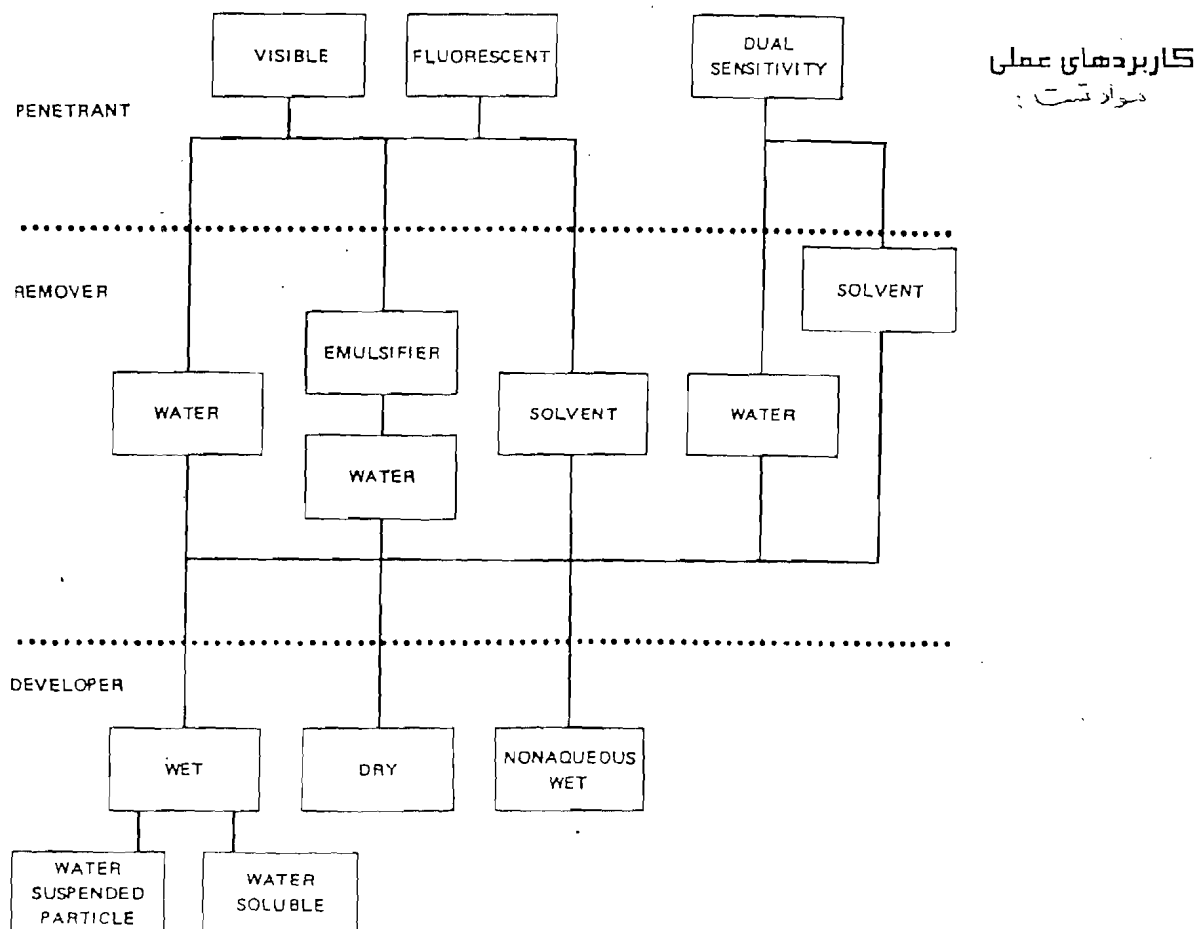 VISIBLE
FLUORESCENT
DUAL
SENSITIVITY
کاربردهای عملی
PENETRANT
REMOVER
SOLVENT
EMULSIFIER
WATER
SOLVENT
WATER
WATER
DEVELOPER
WET
DRY
NONAQUEOUS
WET
WATER
SUSPENDED
PARTICLE
WATER
SOLUBLE